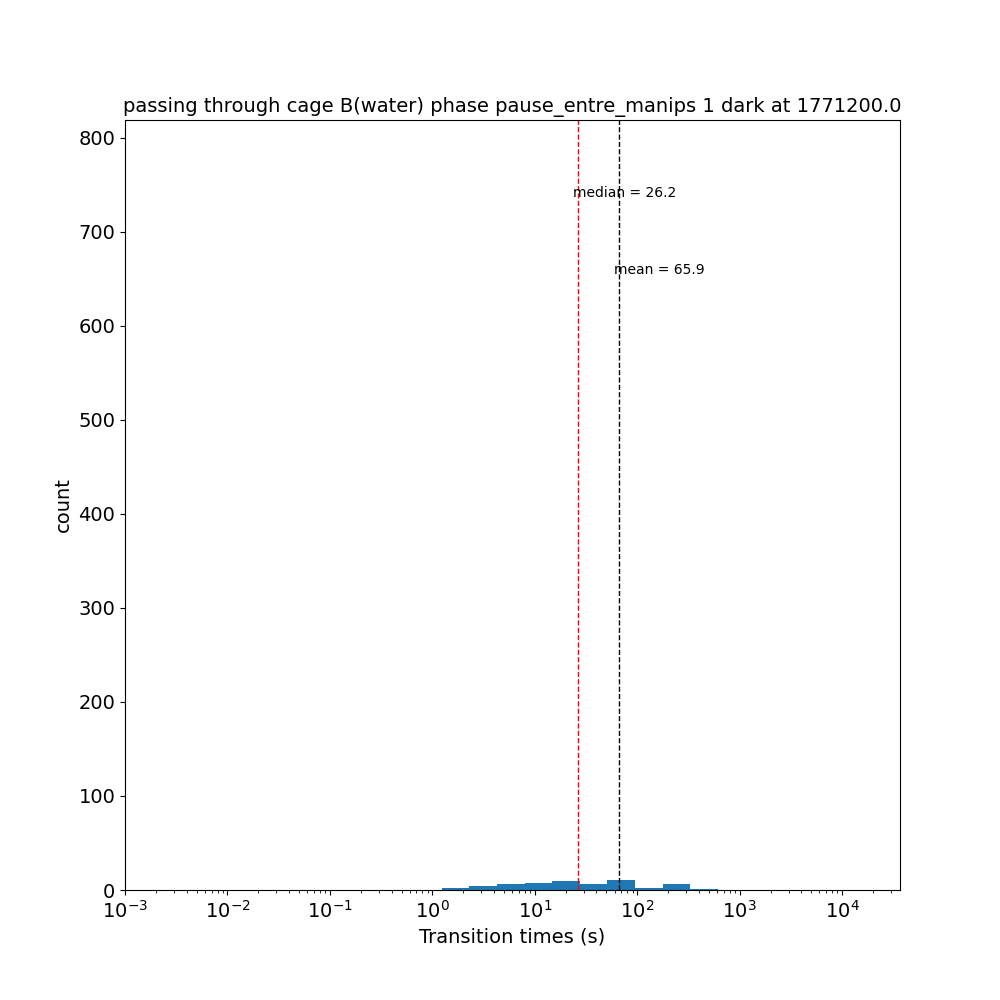 passing through cage B(water) phase pause_entre_manips 1 dark at 1771200.0
800
median = 26.2
700
mean = 65.9
600
500
count
400
300
200
100
0
10⁻³ 10⁻² 10⁻¹ 10⁰ 10¹ 10² 10³ 10⁴
Transition times (s)